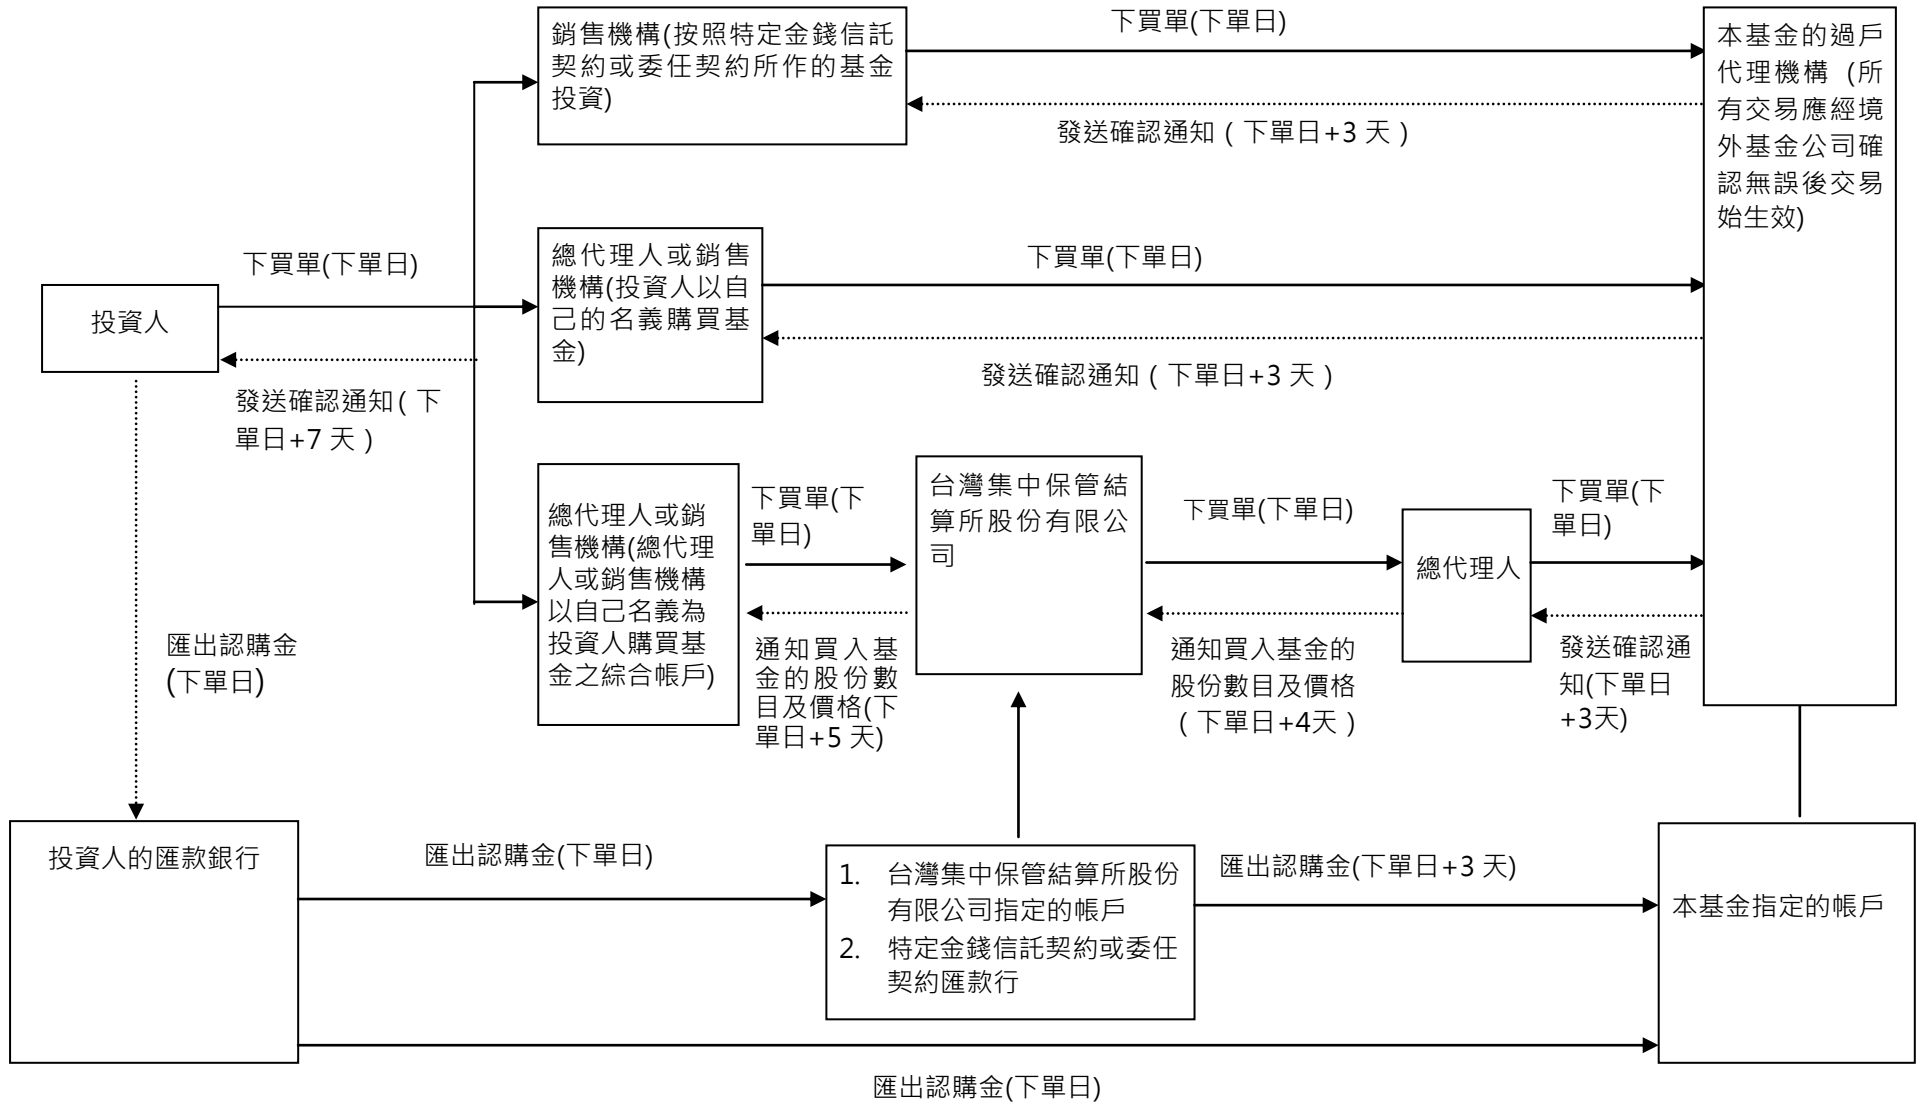 銷售機構(按照特定金錢信託
契約或委任契約所作的基金
投資)
下買單(下單日)
發送確認通知（下單日+3 天）
本基金的過戶
代理機構 (所
有交易應經境
外基金公司確
認無誤後交易
始生效)
總代理人或銷售
機構(投資人以自
己的名義購買基
金)
下買單(下單日)
發送確認通知（下單日+3 天）
下買單(下單日)
投資人
發送確認通知（下
單日+7 天）
總代理人或銷
售機構(總代理
人或銷售機構
以自己名義為
投資人購買基
金之綜合帳戶)
下買單(下
單日)
通知買入基
金的股份數
目及價格(下
單日+5 天)
台灣集中保管結
算所股份有限公
司
下買單(下單日)
通知買入基金的
股份數目及價格
（下單日+4天）
總代理人
下買單(下
單日)
發送確認通
知(下單日
+3天)
匯出認購金
(下單日)
投資人的匯款銀行
匯出認購金(下單日)
1. 台灣集中保管結算所股份
有限公司指定的帳戶
2. 特定金錢信託契約或委任
契約匯款行
匯出認購金(下單日+3 天)
本基金指定的帳戶
匯出認購金(下單日)